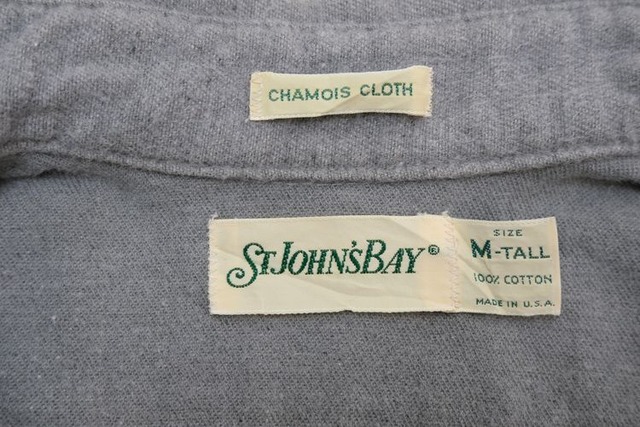 CHAMOIS CLOTH
ST JOHN'S BAY®
SIZE
M-TALL
100% COTTON
MADE IN U.S.A.